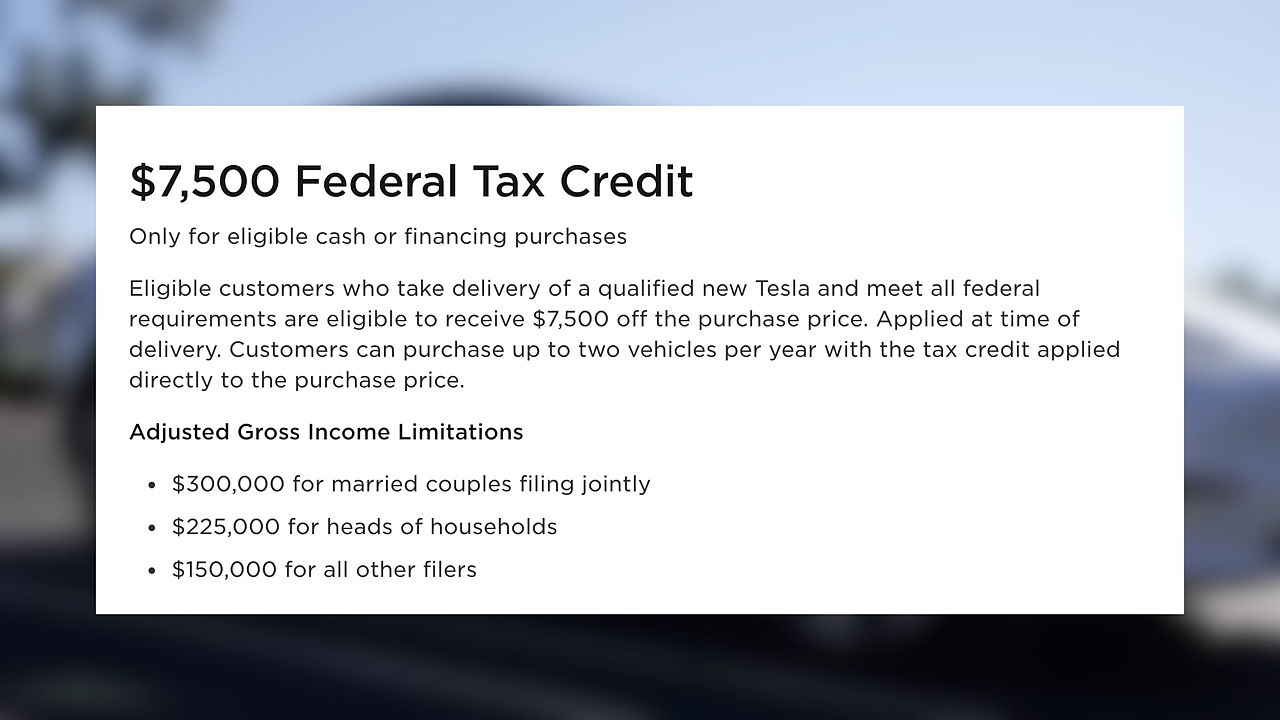 $7,500 Federal Tax Credit
Only for eligible cash or financing purchases
Eligible customers who take delivery of a qualified new Tesla and meet all federal
requirements are eligible to receive $7,500 off the purchase price. Applied at time of
delivery. Customers can purchase up to two vehicles per year with the tax credit applied
directly to the purchase price.
Adjusted Gross Income Limitations
• $300,000 for married couples filing jointly
• $225,000 for heads of households
• $150,000 for all other filers